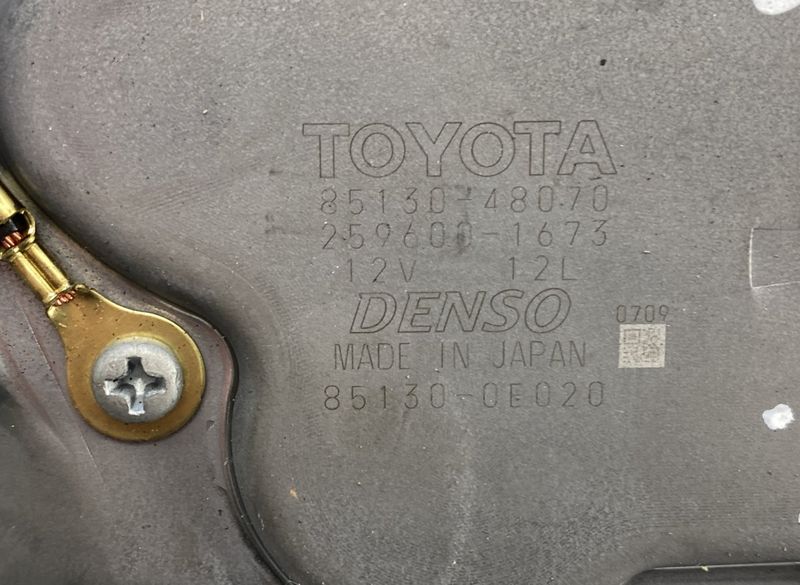 TOYOTA
85130-48070
259600-1673
12V 12L
DENSO
0709
MADE IN JAPAN
85130-0E020